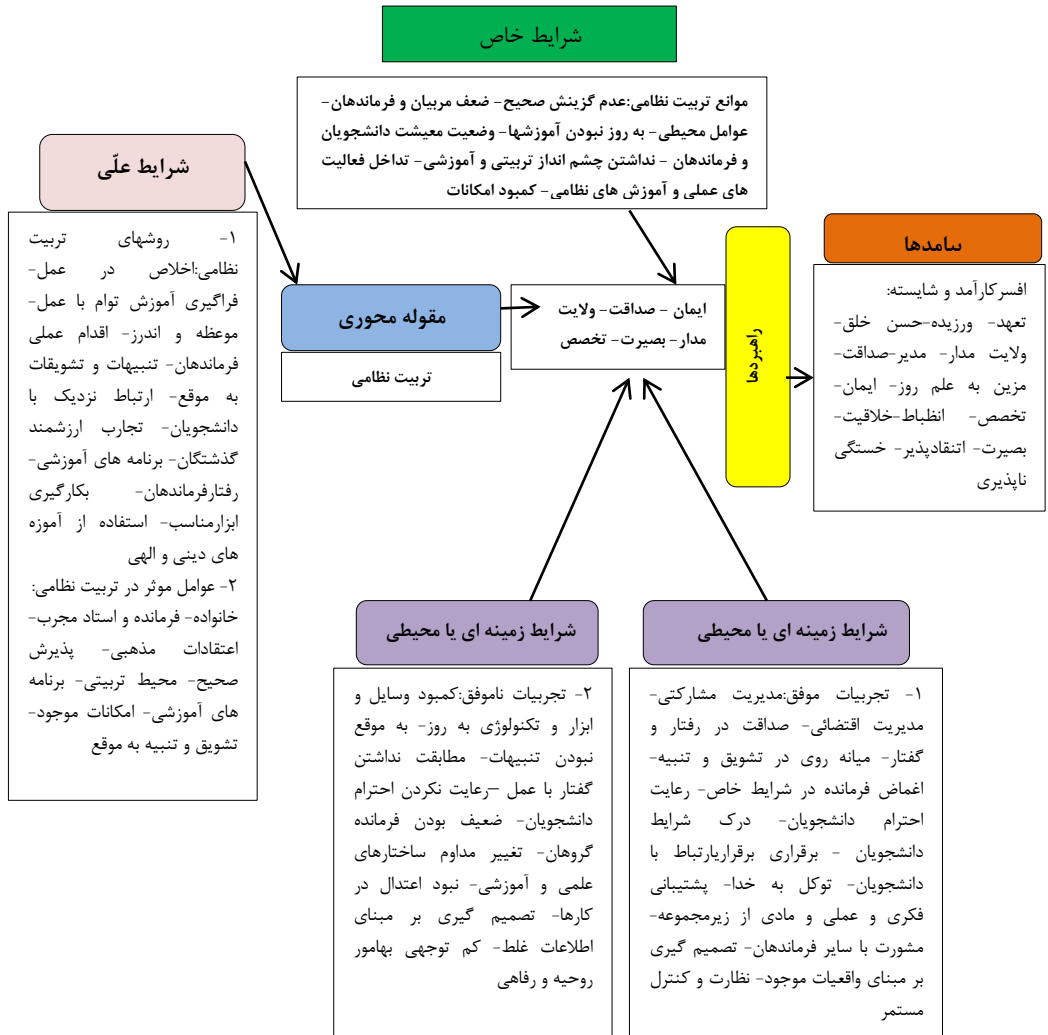 شرایط خاص
موانع تربیت نظامی:عدم گزینش صحیح- ضعف مربیان و فرماندهان-
عوامل محیطی- به روز نبودن آموزشها- وضعیت معیشت دانشجویان
و فرماندهان - نداشتن چشم انداز تربیتی و آموزشی- تداخل فعالیت
های عملی و آموزش های نظامی- کمبود امکانات
شرایط علّی
۱- روشهای تربیت
نظامی:اخلاص در عمل-
فراگیری آموزش توام با عمل-
موعظه و اندرز- اقدام عملی
فرماندهان- تنبیهات و تشویقات
به موقع- ارتباط نزدیک با
دانشجویان- تجارب ارزشمند
گذشتگان- برنامه های آموزشی-
رفتارفرماندهان- بکارگیری
ابزارمناسب- استفاده از آموزه
های دینی و الهی
۲- عوامل موثر در تربیت نظامی:
خانواده- فرمانده و استاد مجرب-
اعتقادات مذهبی- پذیرش
صحیح- محیط تربیتی- برنامه
های آموزشی- امکانات موجود-
تشویق و تنبیه به موقع
مقوله محوری
تربیت نظامی
ایمان - صداقت- ولایت
مدار- بصیرت- تخصص
راهبردها
پیامدها
افسرکارآمد و شایسته:
تعهد- ورزیده-حسن خلق-
ولایت مدار- مدیر-صداقت-
مزین به علم روز- ایمان-
تخصص- انظباط-خلاقیت-
بصیرت- اتنقادپذیر- خستگی
ناپذیری
شرایط زمینه ای یا محیطی
۱- تجربیات موفق:مدیریت مشارکتی-
مدیریت اقتضائی- صداقت در رفتار و
گفتار- میانه روی در تشویق و تنبیه-
اغماض فرمانده در شرایط خاص- رعایت
احترام دانشجویان- درک شرایط
دانشجویان - برقراری برقراریارتباط با
دانشجویان- توکل به خدا- پشتیبانی
فکری و عملی و مادی از زیرمجموعه-
مشورت با سایر فرماندهان- تصمیم گیری
بر مبنای واقعیات موجود- نظارت و کنترل
مستمر
شرایط زمینه ای یا محیطی
۲- تجربیات ناموفق:کمبود وسایل و
ابزار و تکنولوژی به روز- به موقع
نبودن تنبیهات- مطابقت نداشتن
گفتار با عمل –رعایت نکردن احترام
دانشجویان- ضعیف بودن فرمانده
گروهان- تغییر مداوم ساختارهای
علمی و آموزشی- نبود اعتدال در
کارها- تصمیم گیری بر مبنای
اطلاعات غلط- کم توجهی بهامور
روحیه و رفاهی